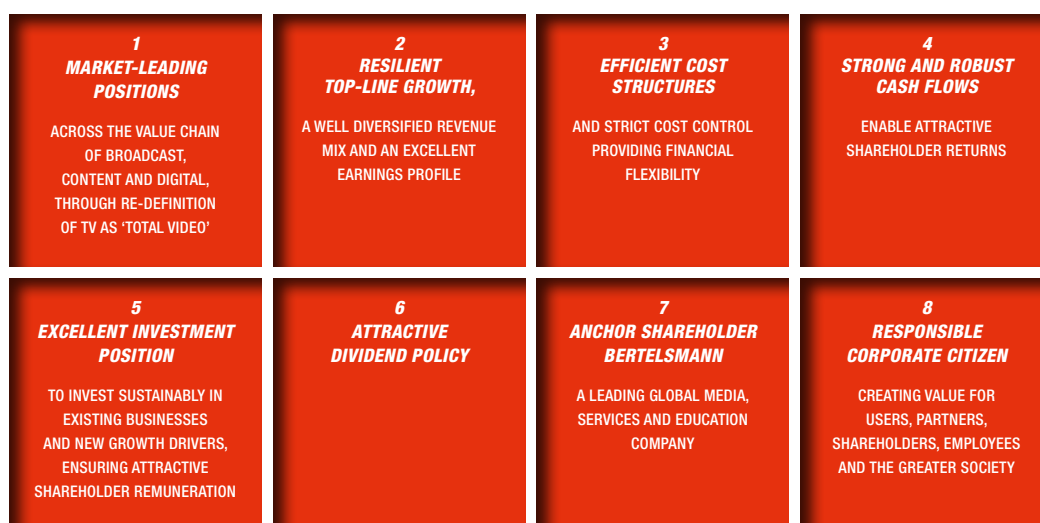 1
MARKET-LEADING
POSITIONS
ACROSS THE VALUE CHAIN
OF BROADCAST,
CONTENT AND DIGITAL,
THROUGH RE-DEFINITION
OF TV AS ‘TOTAL VIDEO’
2
RESILIENT
TOP-LINE GROWTH,
A WELL DIVERSIFIED REVENUE
MIX AND AN EXCELLENT
EARNINGS PROFILE
3
EFFICIENT COST
STRUCTURES
AND STRICT COST CONTROL
PROVIDING FINANCIAL
FLEXIBILITY
4
STRONG AND ROBUST
CASH FLOWS
ENABLE ATTRACTIVE
SHAREHOLDER RETURNS
5
EXCELLENT INVESTMENT
POSITION
TO INVEST SUSTAINABLY IN
EXISTING BUSINESSES
AND NEW GROWTH DRIVERS,
ENSURING ATTRACTIVE
SHAREHOLDER REMUNERATION
6
ATTRACTIVE
DIVIDEND POLICY
7
ANCHOR SHAREHOLDER
BERTELSMANN
A LEADING GLOBAL MEDIA,
SERVICES AND EDUCATION
COMPANY
8
RESPONSIBLE
CORPORATE CITIZEN
CREATING VALUE FOR
USERS, PARTNERS,
SHAREHOLDERS, EMPLOYEES
AND THE GREATER SOCIETY